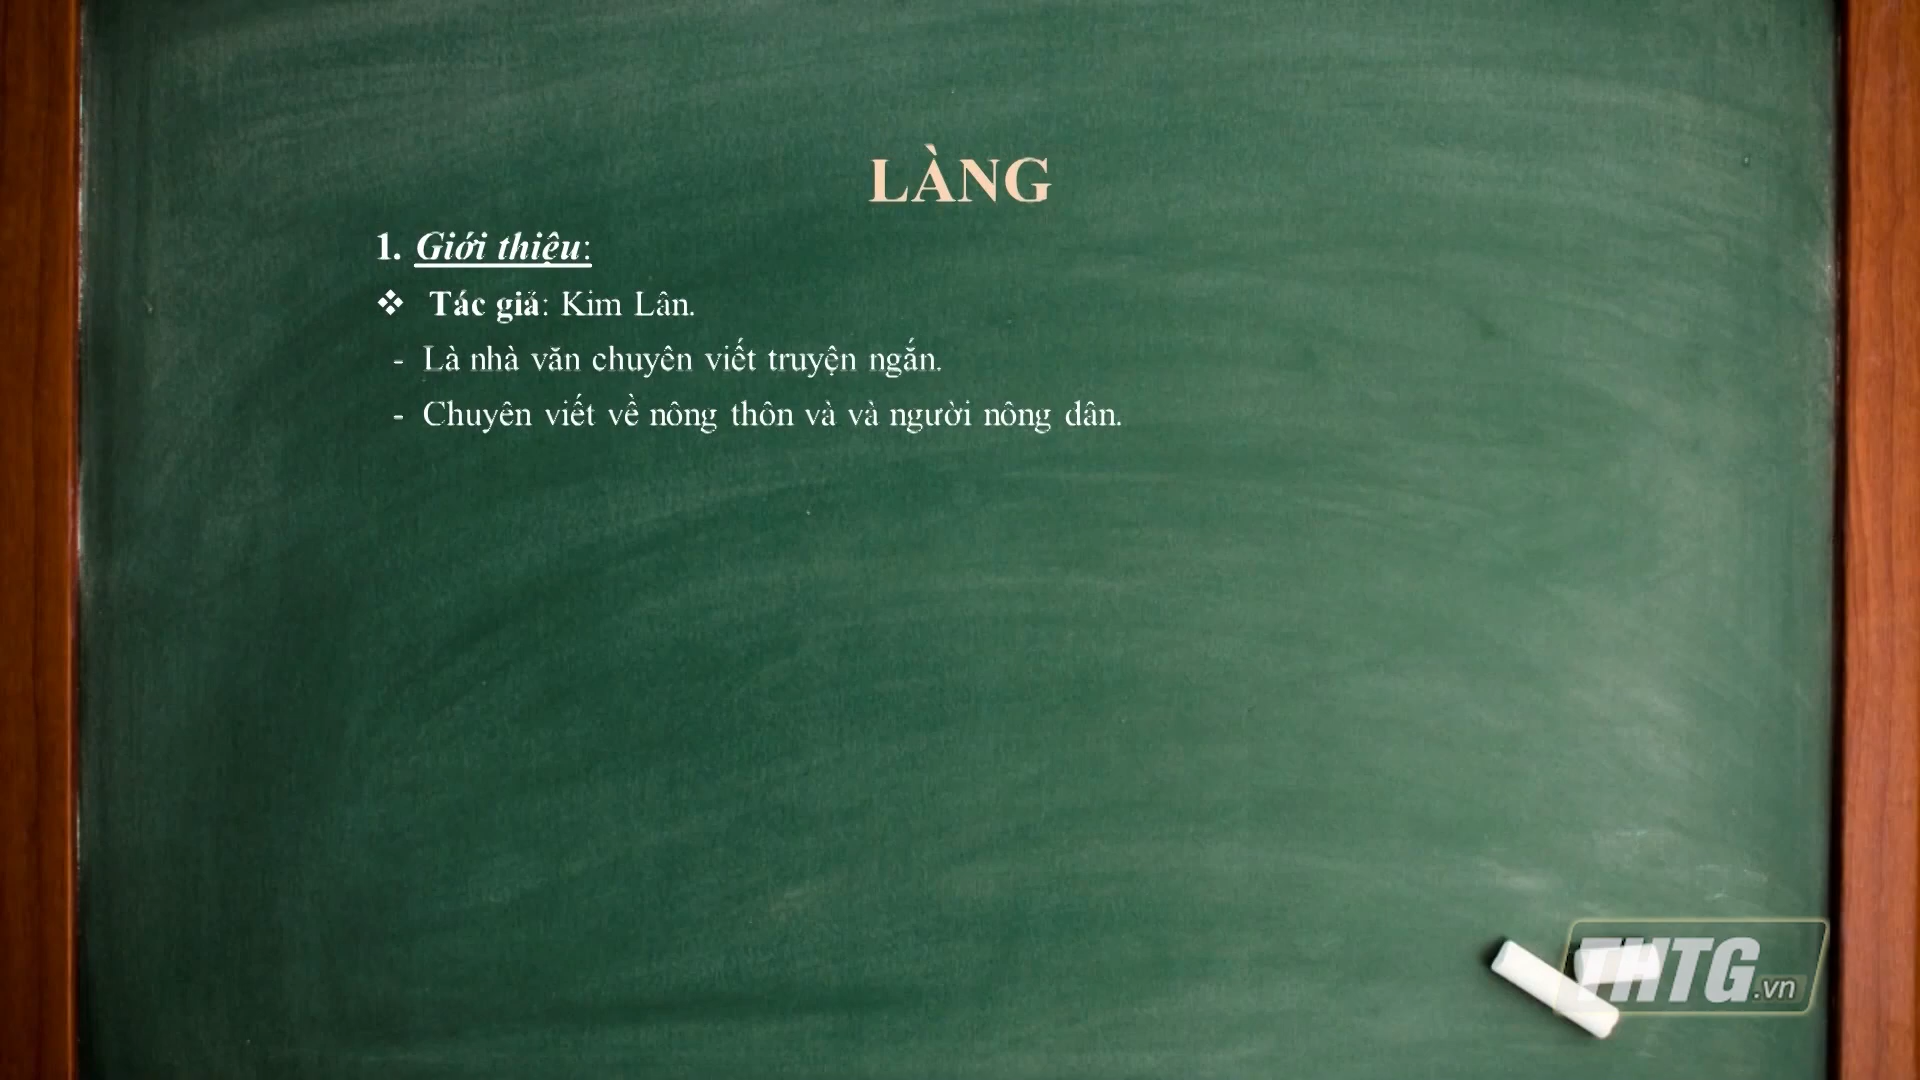 LÀNG
1. Giới thiệu:
❖ Tác giả: Kim Lân.
- Là nhà văn chuyên viết truyện ngắn.
- Chuyên viết về nông thôn và và người nông dân.
THTG.vn